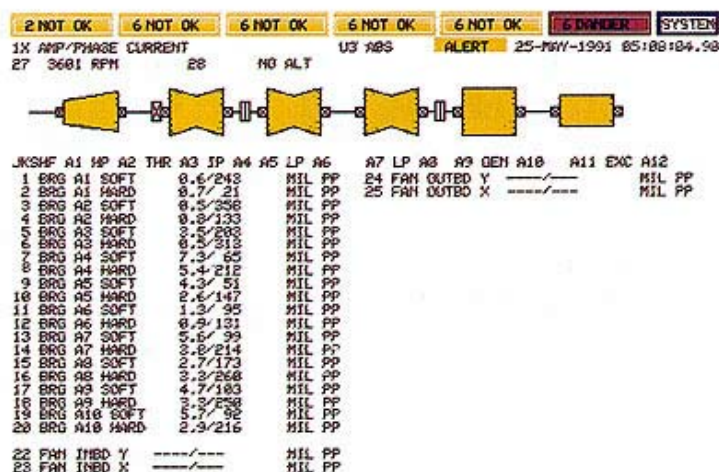 2 NOT OK 6 NOT OK 6 NOT OK 6 NOT OK 6 NOT OK 6 DANGER SYSTEM
1X AMP/PHASE CURRENT U3 ABS ALERT 25-MAY-1991 05:08:04.90
27 3601 RPM 28 NO ALT
JKSHF A1 HP A2 THR A3 IP A4 A5 LP A6 A7 LP A8 A9 GEN A10 A11 EXC A12
1 BRG A1 SOFT 0.6/243 MIL PP
2 BRG A1 HARD 0.7/ 21 MIL PP
3 BRG A2 SOFT 0.5/358 MIL PP
4 BRG A2 HARD 0.8/133 MIL PP
5 BRG A3 SOFT 3.5/203 MIL PP
6 BRG A3 HARD 0.5/313 MIL PP
7 BRG A4 SOFT 7.3/ 65 MIL PP
8 BRG A4 HARD 5.4/212 MIL PP
9 BRG A5 SOFT 4.3/ 51 MIL PP
10 BRG A5 HARD 2.6/147 MIL PP
11 BRG A6 SOFT 1.3/ 95 MIL PP
12 BRG A6 HARD 0.9/131 MIL PP
13 BRG A7 SOFT 5.6/ 99 MIL PP
14 BRG A7 HARD 3.8/214 MIL PP
15 BRG A8 SOFT 2.7/173 MIL PP
16 BRG A8 HARD 3.3/260 MIL PP
17 BRG A9 SOFT 4.7/103 MIL PP
18 BRG A9 HARD 3.3/250 MIL PP
19 BRG A10 SOFT 5.7/ 92 MIL PP
20 BRG A10 HARD 2.9/216 MIL PP
22 FAN INBD Y ----/--- MIL PP
23 FAN INBD X ----/--- MIL PP
24 FAN OUTBD Y ----/--- MIL PP
25 FAN OUTBD X ----/--- MIL PP